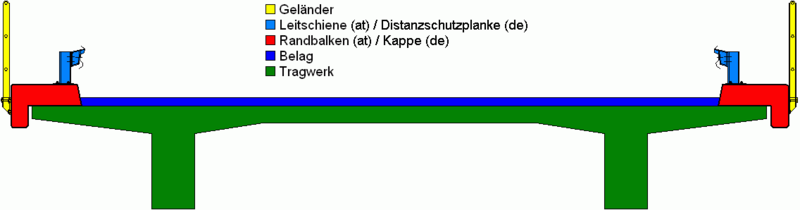 Geländer
Leitschiene (at) / Distanzschutzplanke (de)
Randbalken (at) / Kappe (de)
Belag
Tragwerk